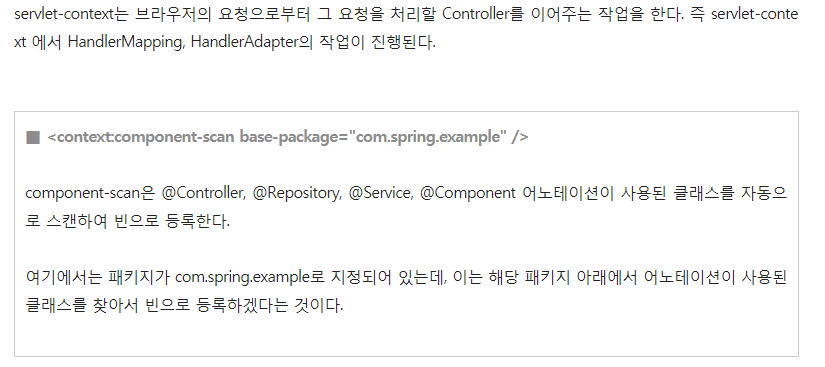 servlet-context는 브라우저의 요청으로부터 그 요청을 처리할 Controller를 이어주는 작업을 한다. 즉 servlet-conte
xt 에서 HandlerMapping, HandlerAdapter의 작업이 진행된다.
■ <context:component-scan base-package="com.spring.example" />
component-scan은 @Controller, @Repository, @Service, @Component 어노테이션이 사용된 클래스를 자동으
로 스캔하여 빈으로 등록한다.
여기에서는 패키지가 com.spring.example로 지정되어 있는데, 이는 해당 패키지 아래에서 어노테이션이 사용된
클래스를 찾아서 빈으로 등록하겠다는 것이다.